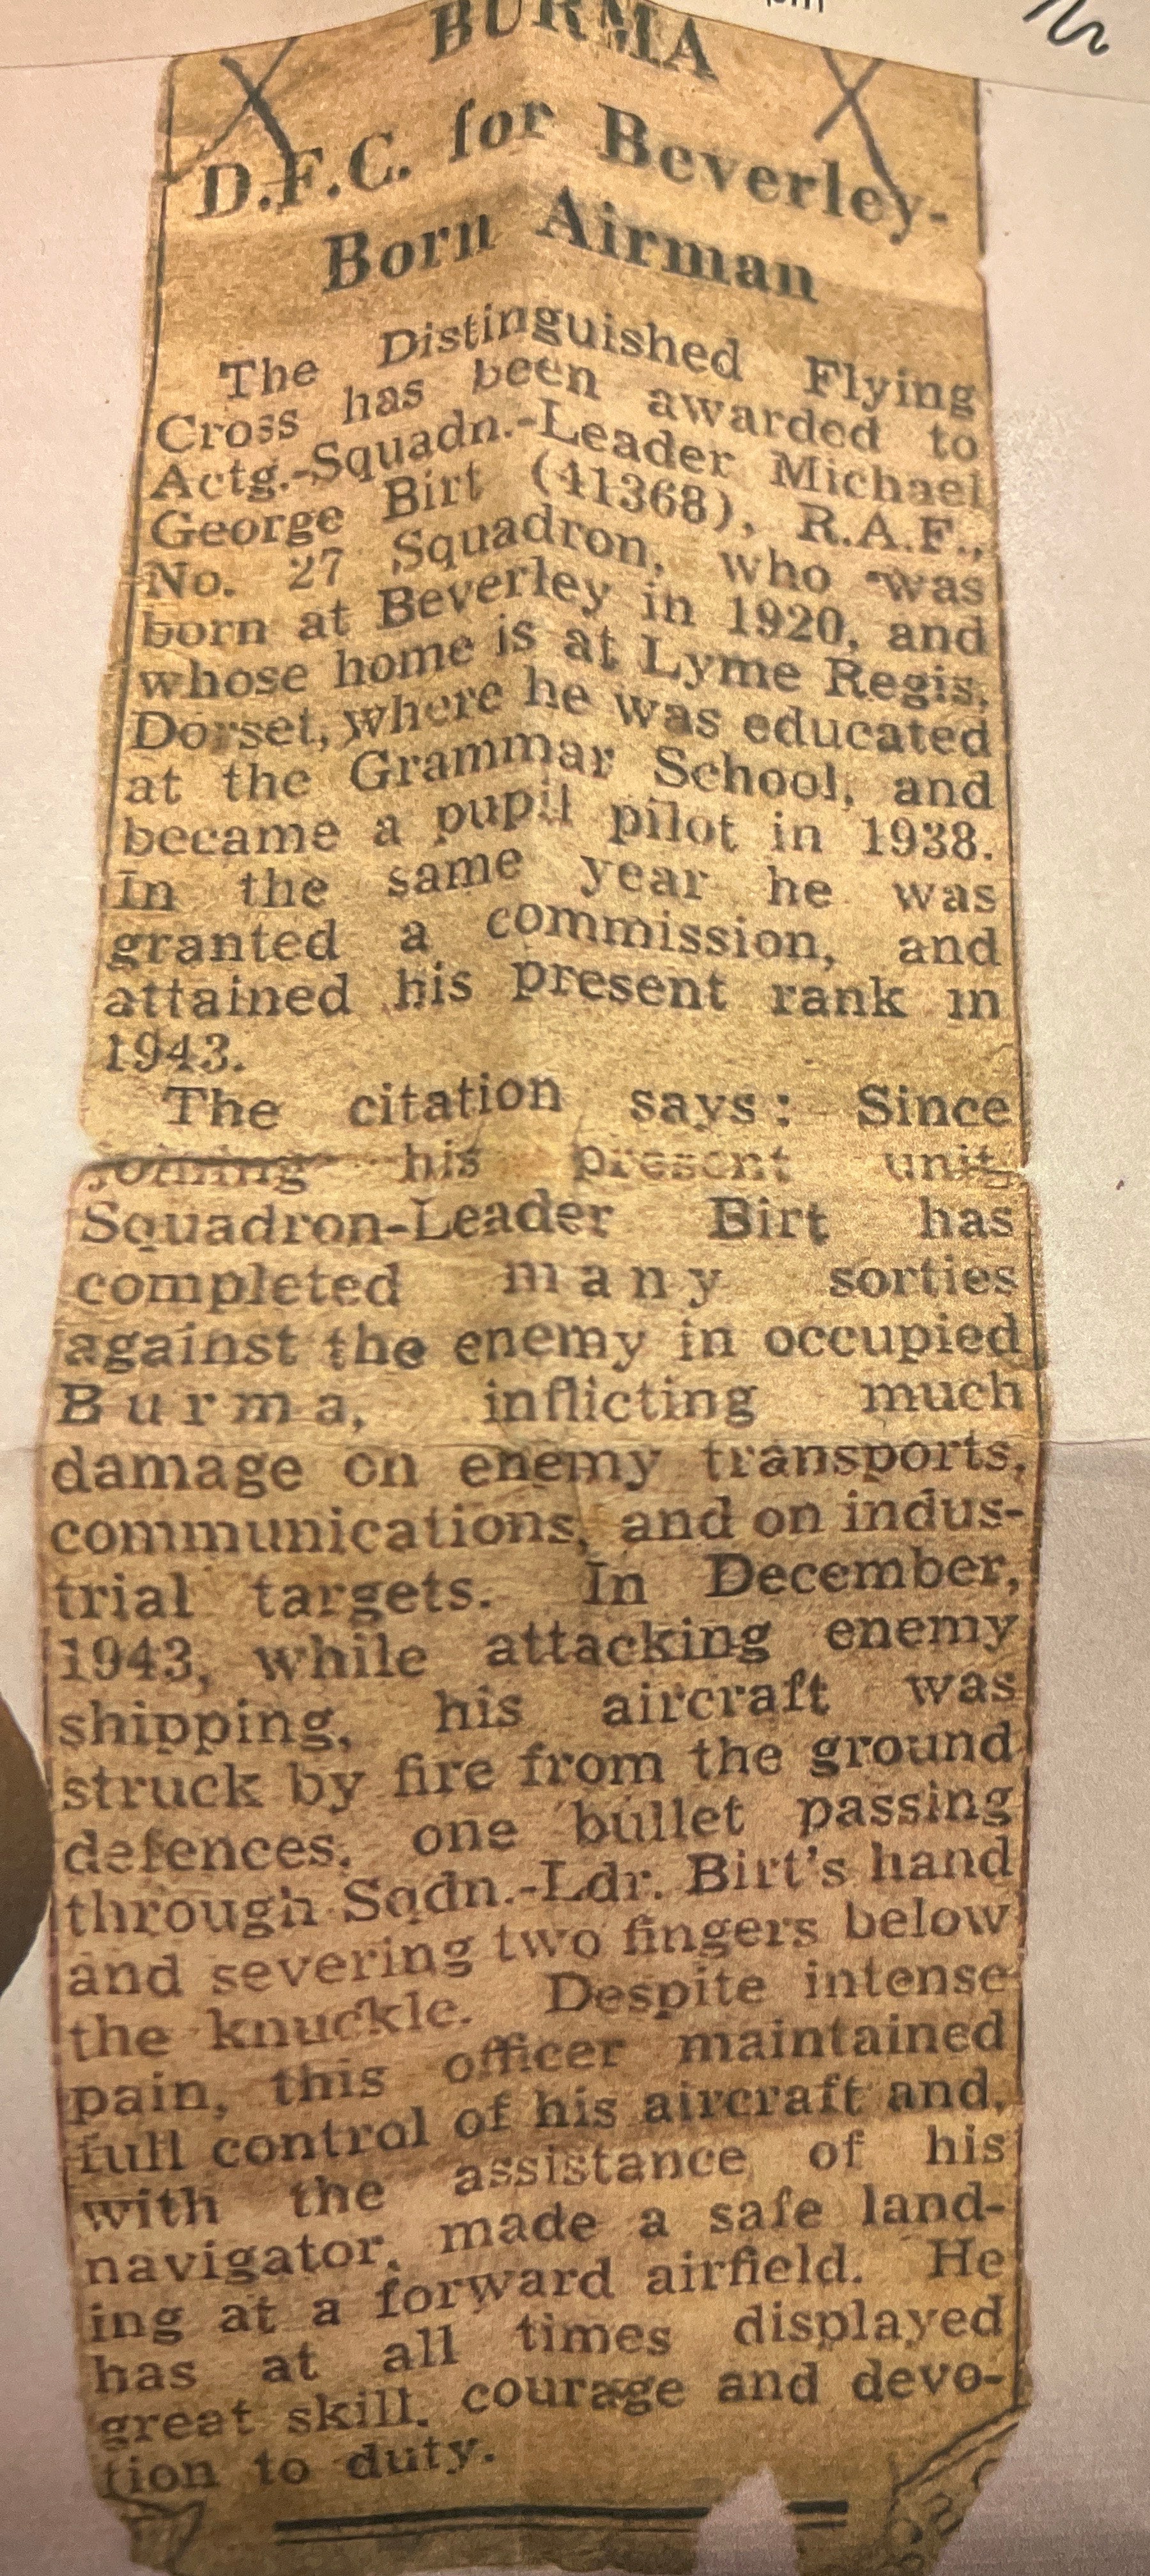 pm
BURMA
D.F.C. for Beverley-
Born Airman
The Distinguished Flying
Cross has been awarded to
Actg.-Squadn.-Leader Michael
George Birt (41368), R.A.F.,
No. 27 Squadron, who was
born at Beverley in 1920, and
whose home is at Lyme Regis,
Dorset, where he was educated
at the Grammar School, and
became a pupil pilot in 1938.
In the same year he was
granted a commission, and
attained his present rank in
1943.
The citation says: Since
joining his present unit,
Squadron-Leader Birt has
completed many sorties
against the enemy in occupied
Burma, inflicting much
damage on enemy transports,
communications, and on indus-
trial targets. In December,
1943, while attacking enemy
shipping, his aircraft was
struck by fire from the ground
defences, one bullet passing
through Sqdn.-Ldr. Birt's hand
and severing two fingers below
the knuckle. Despite intense
pain, this officer maintained
full control of his aircraft and,
with the assistance of his
navigator, made a safe land-
ing at a forward airfield. He
has at all times displayed
great skill, courage and devo-
tion to duty.